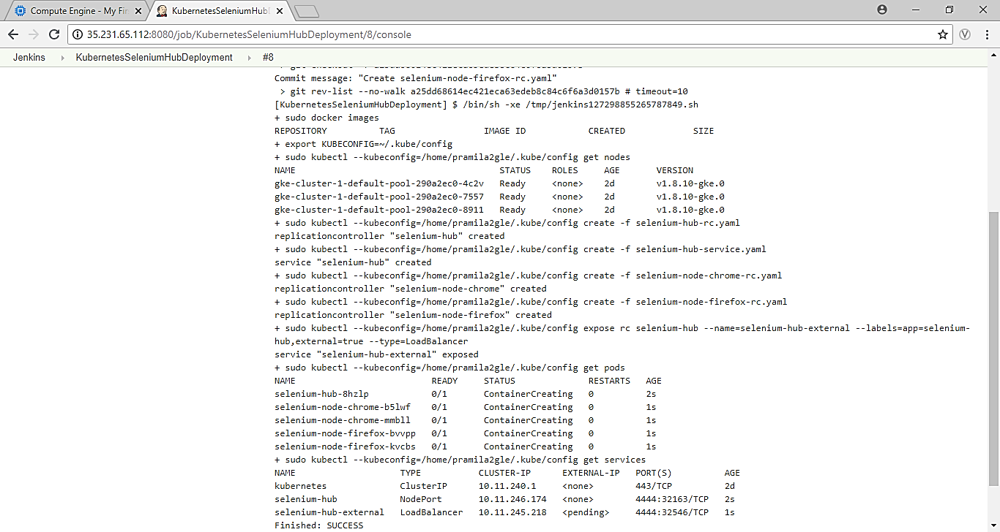 Compute Engine - My Fir
KubernetesSeleniumHubD
35.231.65.112:8080/job/KubernetesSeleniumHubDeployment/8/console
Jenkins KubernetesSeleniumHubDeployment #8
Commit message: "Create selenium-node-firefox-rc.yaml"
> git rev-list --no-walk a25dd68614ec421eca63edeb8c84c6f6a3d0157b # timeout=10
[KubernetesSeleniumHubDeployment] $ /bin/sh -xe /tmp/jenkins127298855265787849.sh
+ sudo docker images
REPOSITORY TAG IMAGE ID CREATED SIZE
+ export KUBECONFIG=~/.kube/config
+ sudo kubectl --kubeconfig=/home/pramila2gle/.kube/config get nodes
NAME STATUS ROLES AGE VERSION
gke-cluster-1-default-pool-290a2ec0-4c2v Ready <none> 2d v1.8.10-gke.0
gke-cluster-1-default-pool-290a2ec0-7557 Ready <none> 2d v1.8.10-gke.0
gke-cluster-1-default-pool-290a2ec0-8911 Ready <none> 2d v1.8.10-gke.0
+ sudo kubectl --kubeconfig=/home/pramila2gle/.kube/config create -f selenium-hub-rc.yaml
replicationcontroller "selenium-hub" created
+ sudo kubectl --kubeconfig=/home/pramila2gle/.kube/config create -f selenium-hub-service.yaml
service "selenium-hub" created
+ sudo kubectl --kubeconfig=/home/pramila2gle/.kube/config create -f selenium-node-chrome-rc.yaml
replicationcontroller "selenium-node-chrome" created
+ sudo kubectl --kubeconfig=/home/pramila2gle/.kube/config create -f selenium-node-firefox-rc.yaml
replicationcontroller "selenium-node-firefox" created
+ sudo kubectl --kubeconfig=/home/pramila2gle/.kube/config expose rc selenium-hub --name=selenium-hub-external --labels=app=selenium-
hub,external=true --type=LoadBalancer
service "selenium-hub-external" exposed
+ sudo kubectl --kubeconfig=/home/pramila2gle/.kube/config get pods
NAME READY STATUS RESTARTS AGE
selenium-hub-8hzlp 0/1 ContainerCreating 0 2s
selenium-node-chrome-b5lwf 0/1 ContainerCreating 0 1s
selenium-node-chrome-mmbll 0/1 ContainerCreating 0 1s
selenium-node-firefox-bvvpp 0/1 ContainerCreating 0 1s
selenium-node-firefox-kvcbs 0/1 ContainerCreating 0 1s
+ sudo kubectl --kubeconfig=/home/pramila2gle/.kube/config get services
NAME TYPE CLUSTER-IP EXTERNAL-IP PORT(S) AGE
kubernetes ClusterIP 10.11.240.1 <none> 443/TCP 2d
selenium-hub NodePort 10.11.246.174 <none> 4444:32163/TCP 2s
selenium-hub-external LoadBalancer 10.11.245.218 <pending> 4444:32546/TCP 1s
Finished: SUCCESS